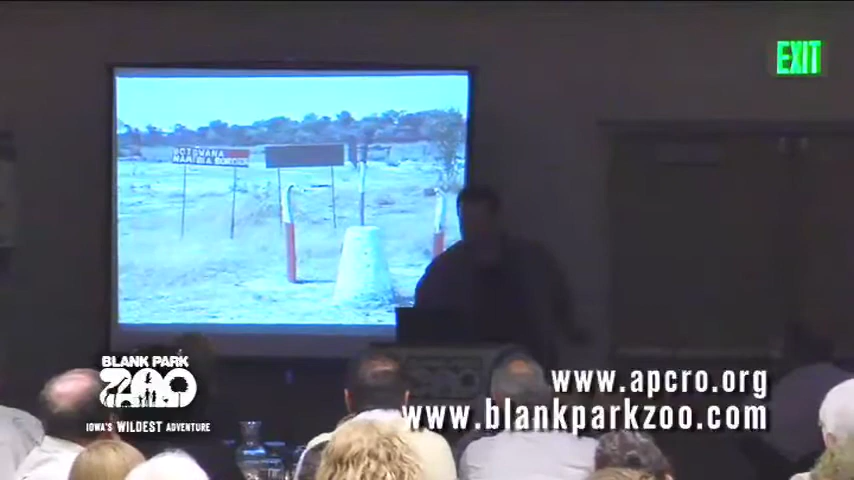 EXIT
BOTSWANA
NAMIBIA BORDER
BLANK PARK
ZOO
IOWA'S WILDEST ADVENTURE
www.apcro.org
www.blankparkzoo.com